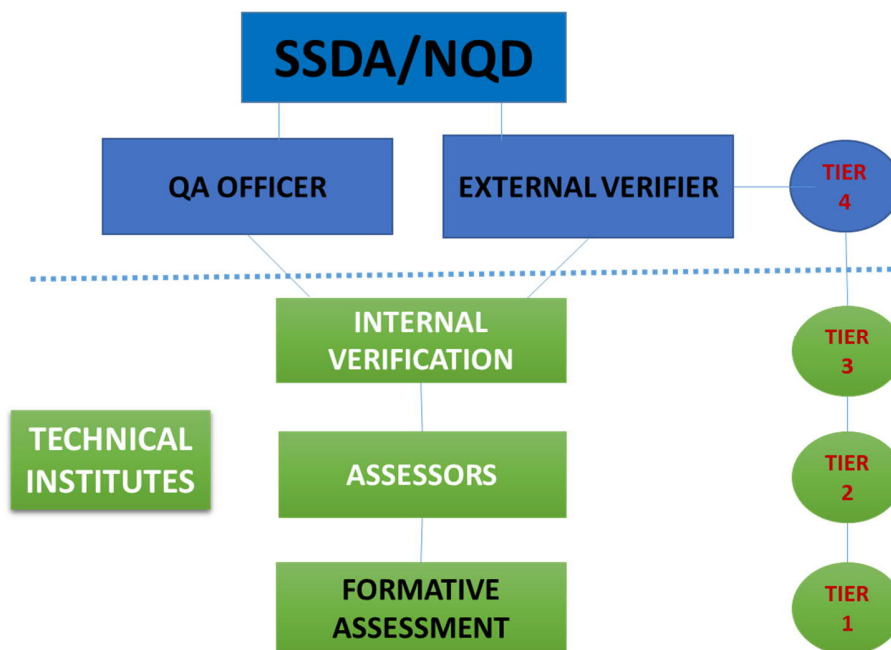 SSDA/NQD
QA OFFICER
EXTERNAL VERIFIER
TIER
4
INTERNAL
VERIFICATION
TIER
3
TECHNICAL
INSTITUTES
ASSESSORS
TIER
2
FORMATIVE
ASSESSMENT
TIER
1